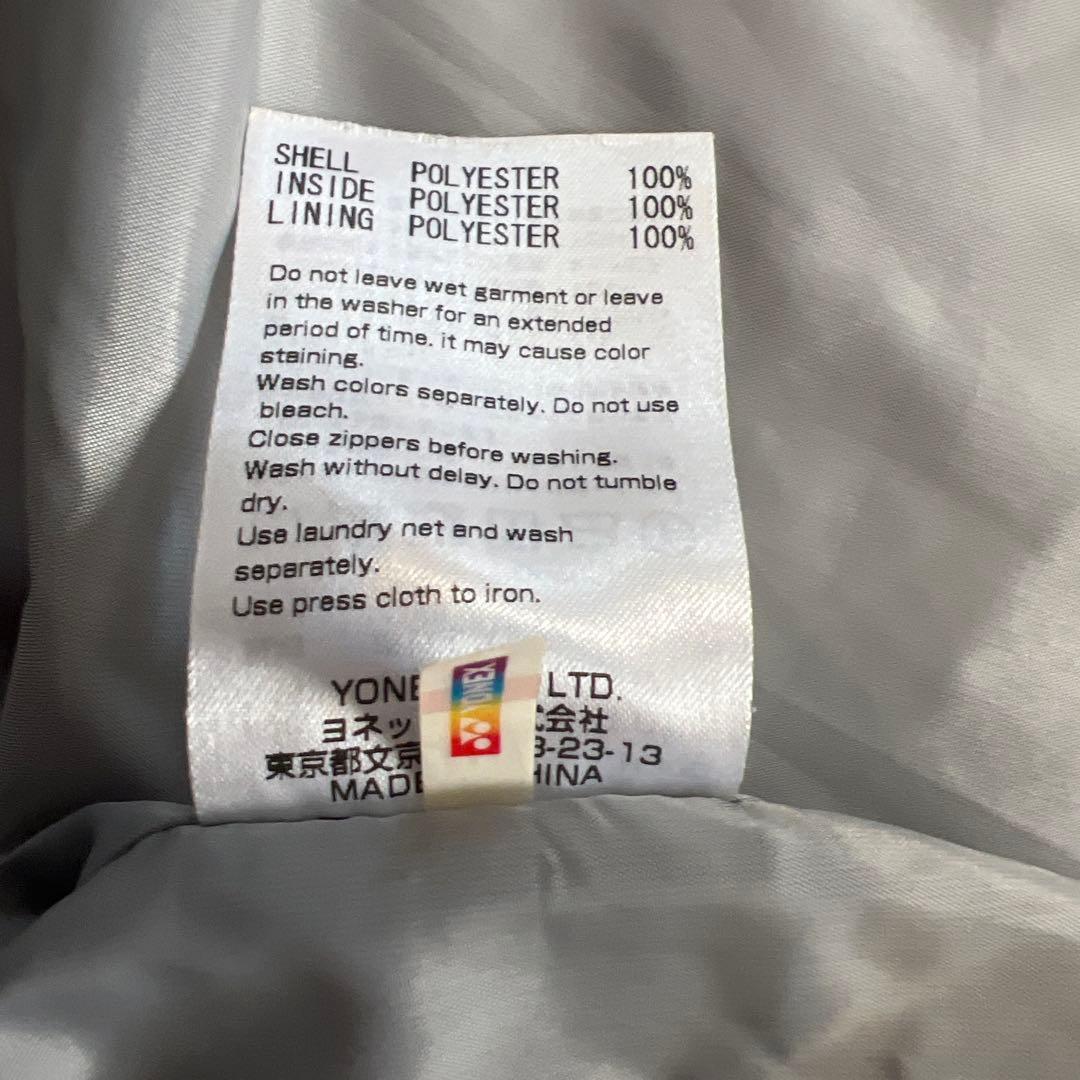 SHELL POLYESTER 100%
INSIDE POLYESTER 100%
LINING POLYESTER 100%
Do not leave wet garment or leave
in the washer for an extended
period of time. it may cause color
staining.
Wash colors separately. Do not use
bleach.
Close zippers before washing.
Wash without delay. Do not tumble
dry.
Use laundry net and wash
separately.
Use press cloth to iron.
YONE LTD.
YONEX
ヨネッ 会社
東京都文京 3-23-13
MADE HINA